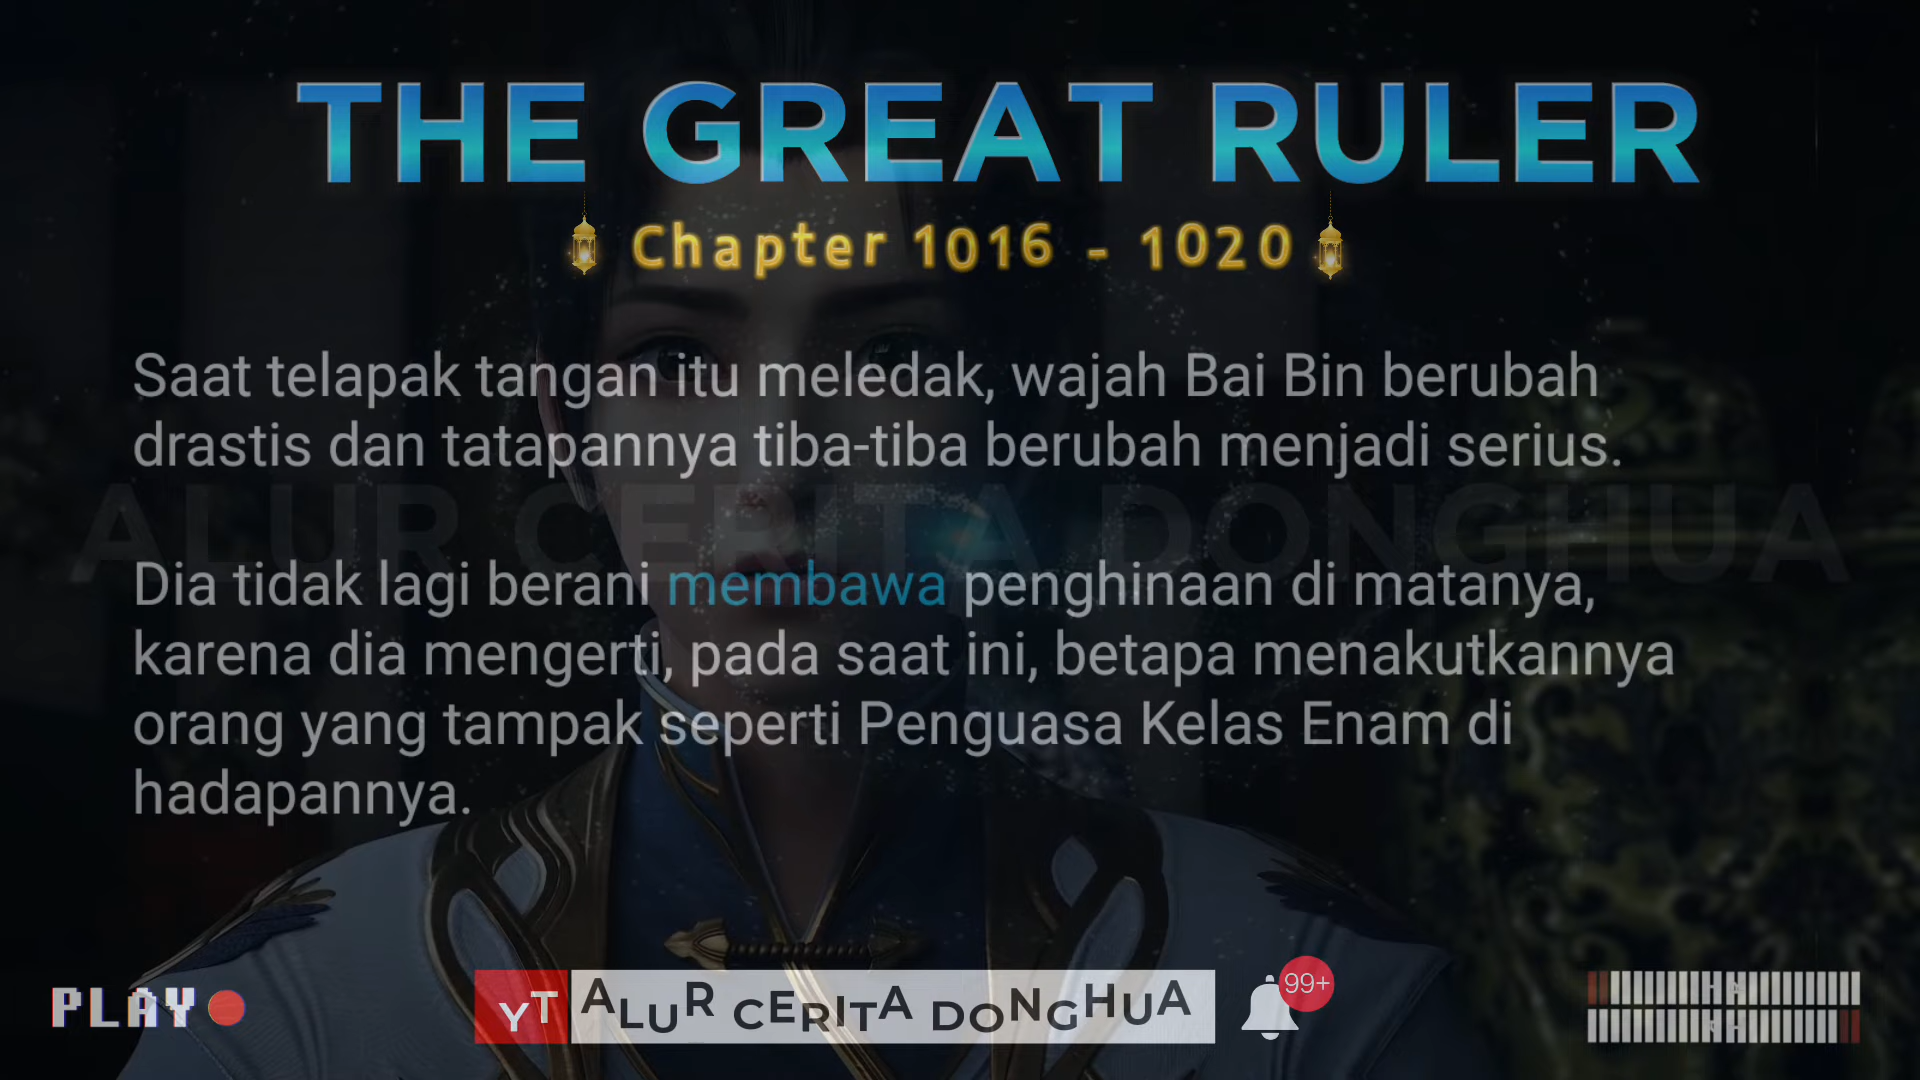 THE GREAT RULER
Chapter 1016 - 1020
Saat telapak tangan itu meledak, wajah Bai Bin berubah
drastis dan tatapannya tiba-tiba berubah menjadi serius.
ALUR CERITA DONGHUA
Dia tidak lagi berani membawa penghinaan di matanya,
karena dia mengerti, pada saat ini, betapa menakutkannya
orang yang tampak seperti Penguasa Kelas Enam di
hadapannya.
PLAY
YT ALUR CERITA DONGHUA
99+